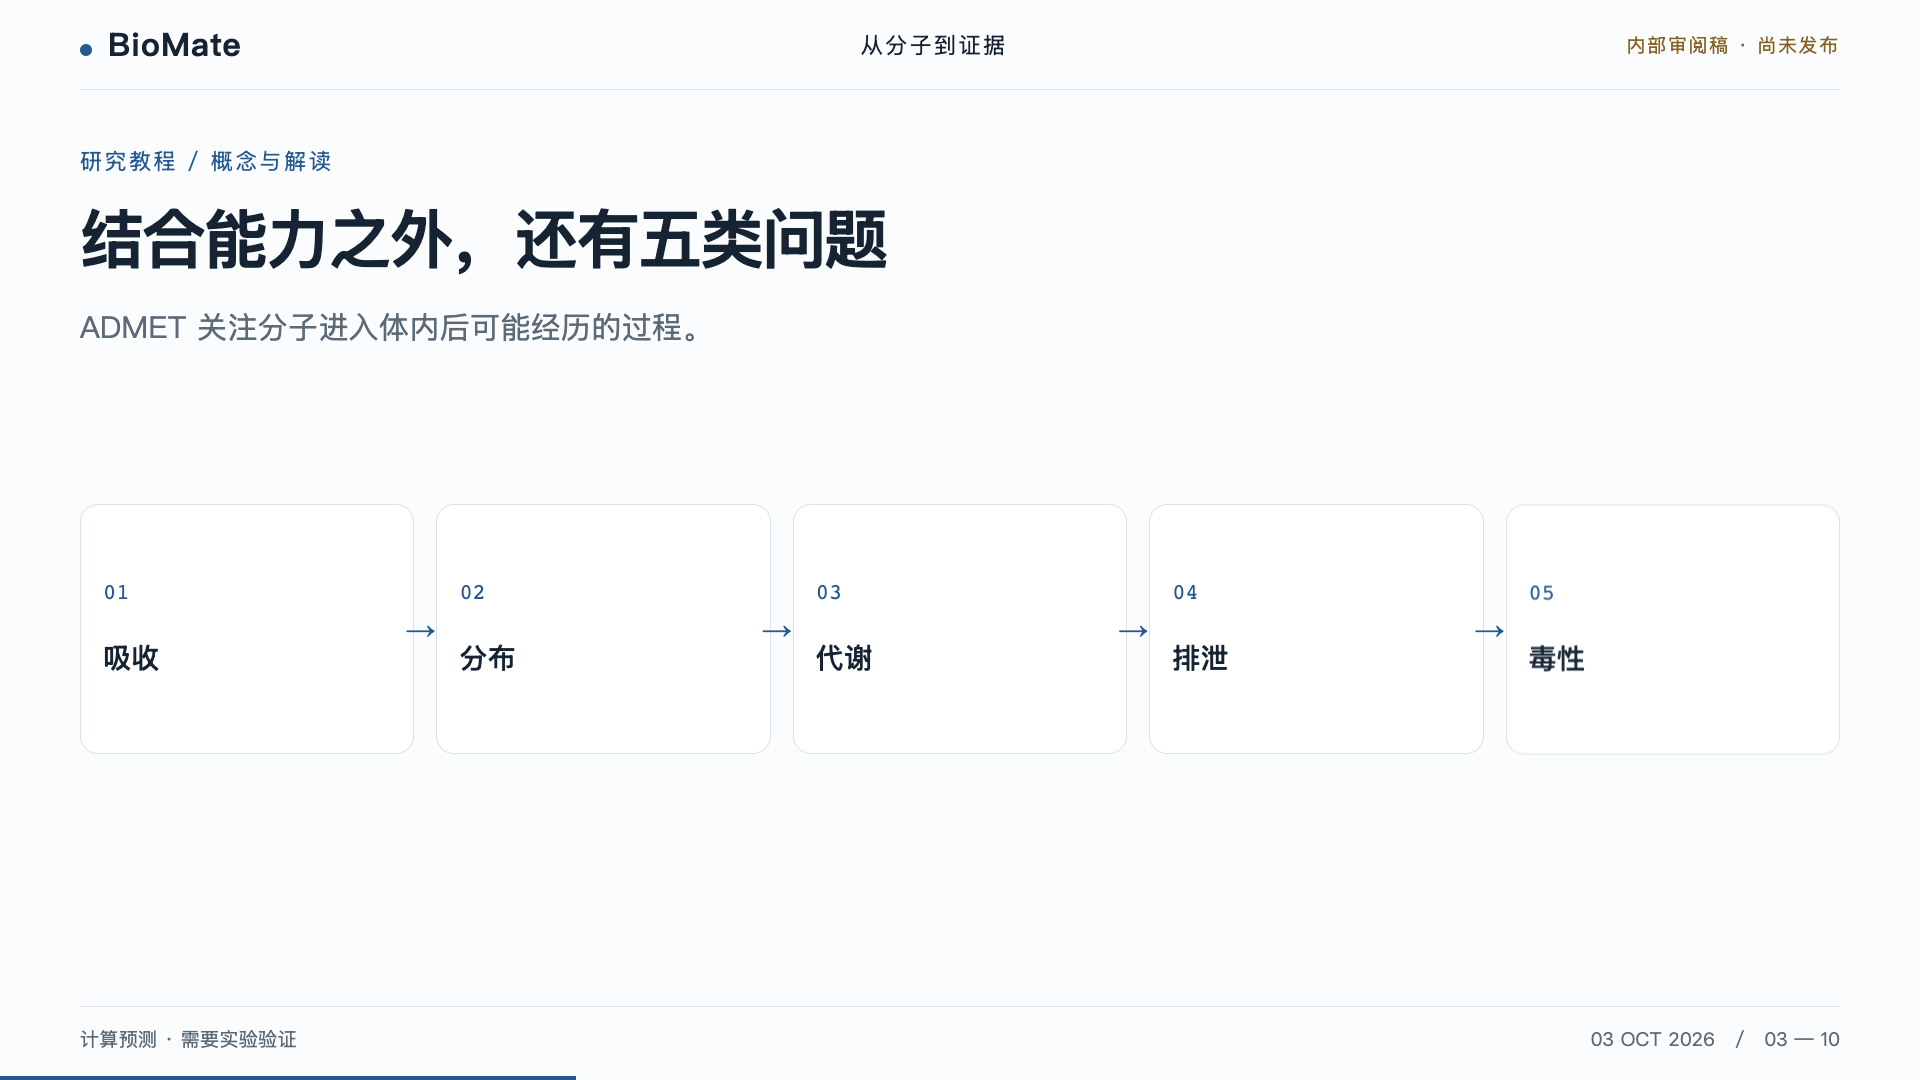 BioMate
从分子到证据
内部审阅稿 · 尚未发布
研究教程 / 概念与解读
结合能力之外，还有五类问题
ADMET 关注分子进入体内后可能经历的过程。
01
吸收
→
02
分布
→
03
代谢
→
04
排泄
→
05
毒性
计算预测 · 需要实验验证
03 OCT 2026 / 03 — 10